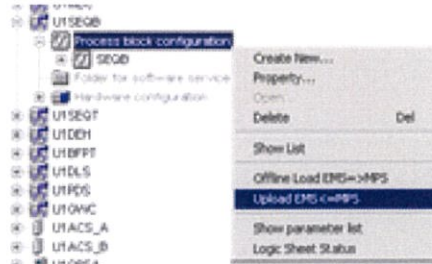 U1SEQB
Process block configuration
SEQB
Folder for software service
Hardware configuration
U1SEQT
U1DEH
U1BFPT
U1DLS
U1PDS
U1GWC
U1ACS_A
U1ACS_B
Create New...
Property...
Open
Delete Del
Show List
Offline Load EMS=>MPS
Upload EMS<=MPS
Show parameter list
Logic Sheet Status